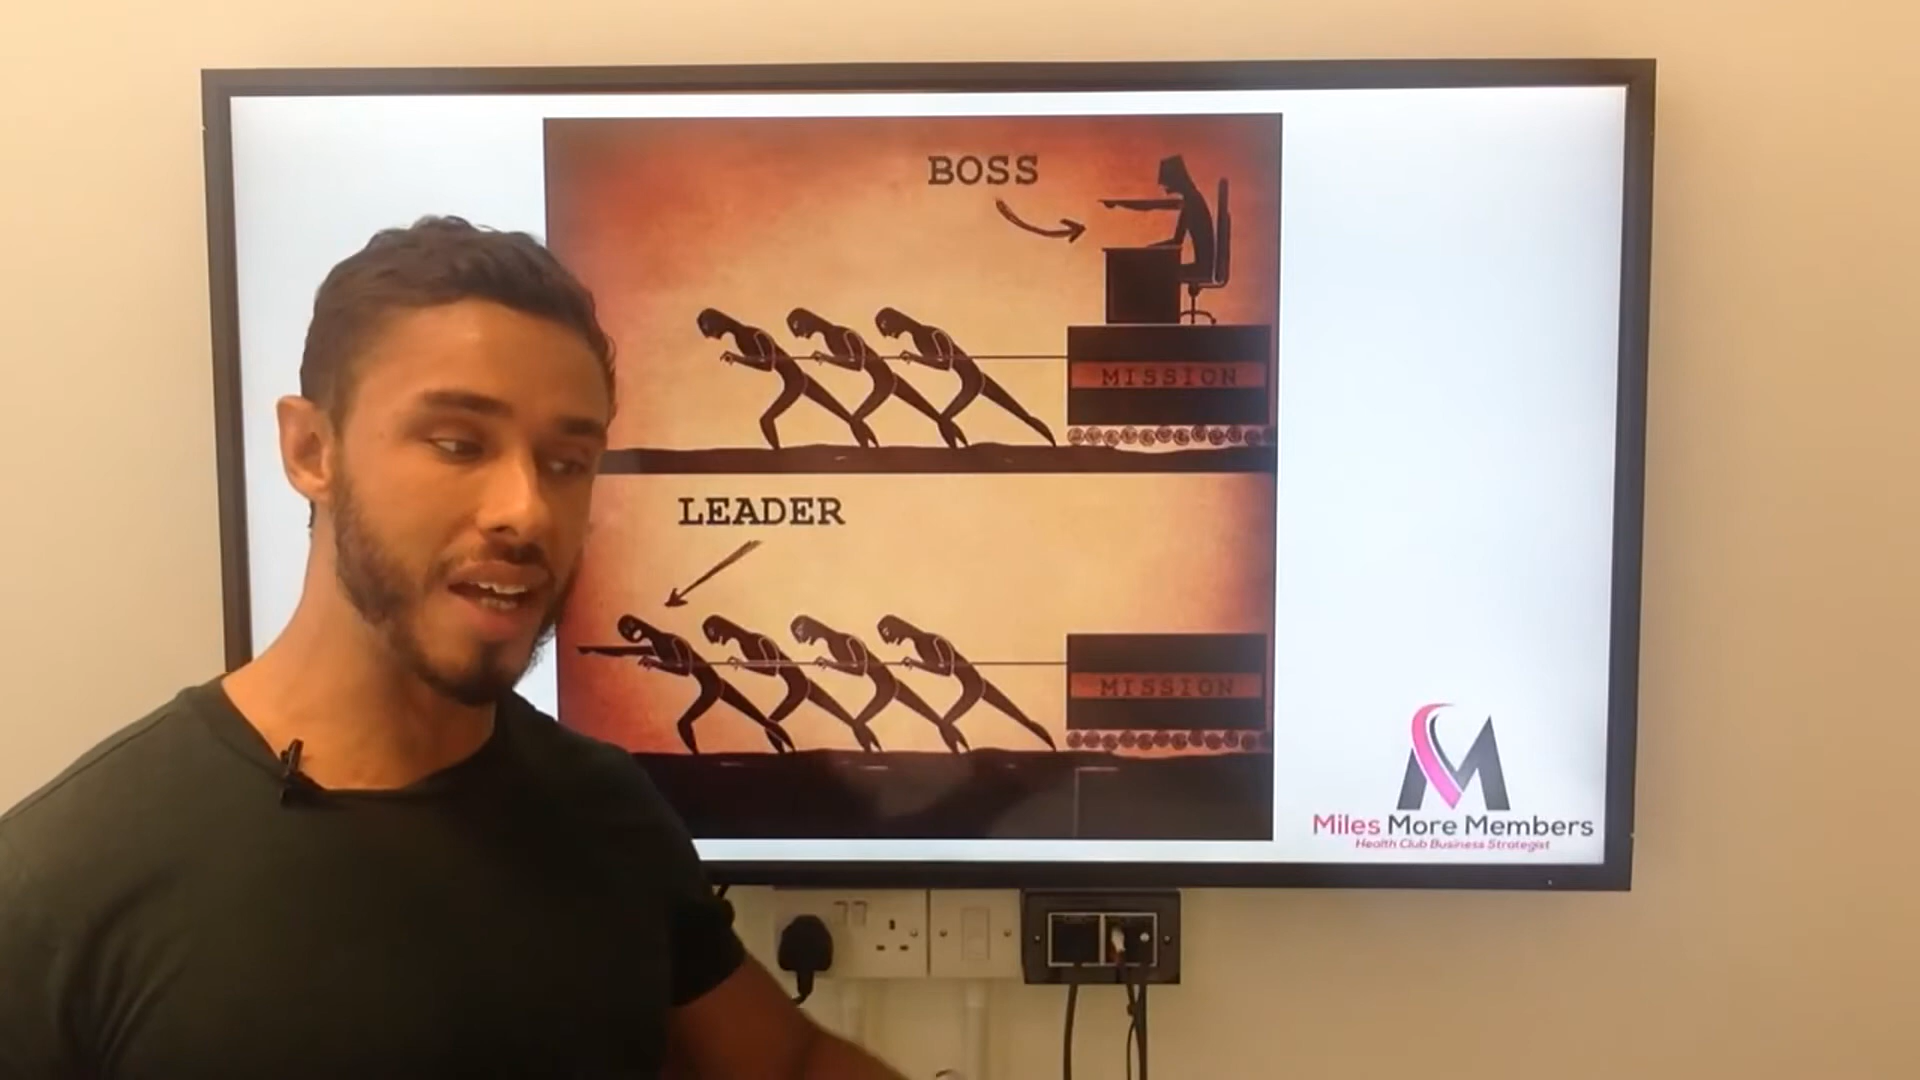 BOSS
MISSION
LEADER
MISSION
Miles More Members
Health Club Business Strategist